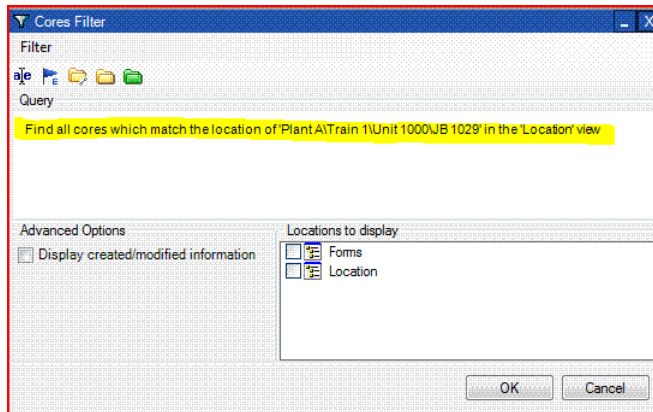 Cores Filter
Filter
a e E
Query
Find all cores which match the location of 'Plant A\Train 1\Unit 1000\JB 1029' in the 'Location' view
Advanced Options
Locations to display
Display created/modified information
Forms
Location
OK
Cancel